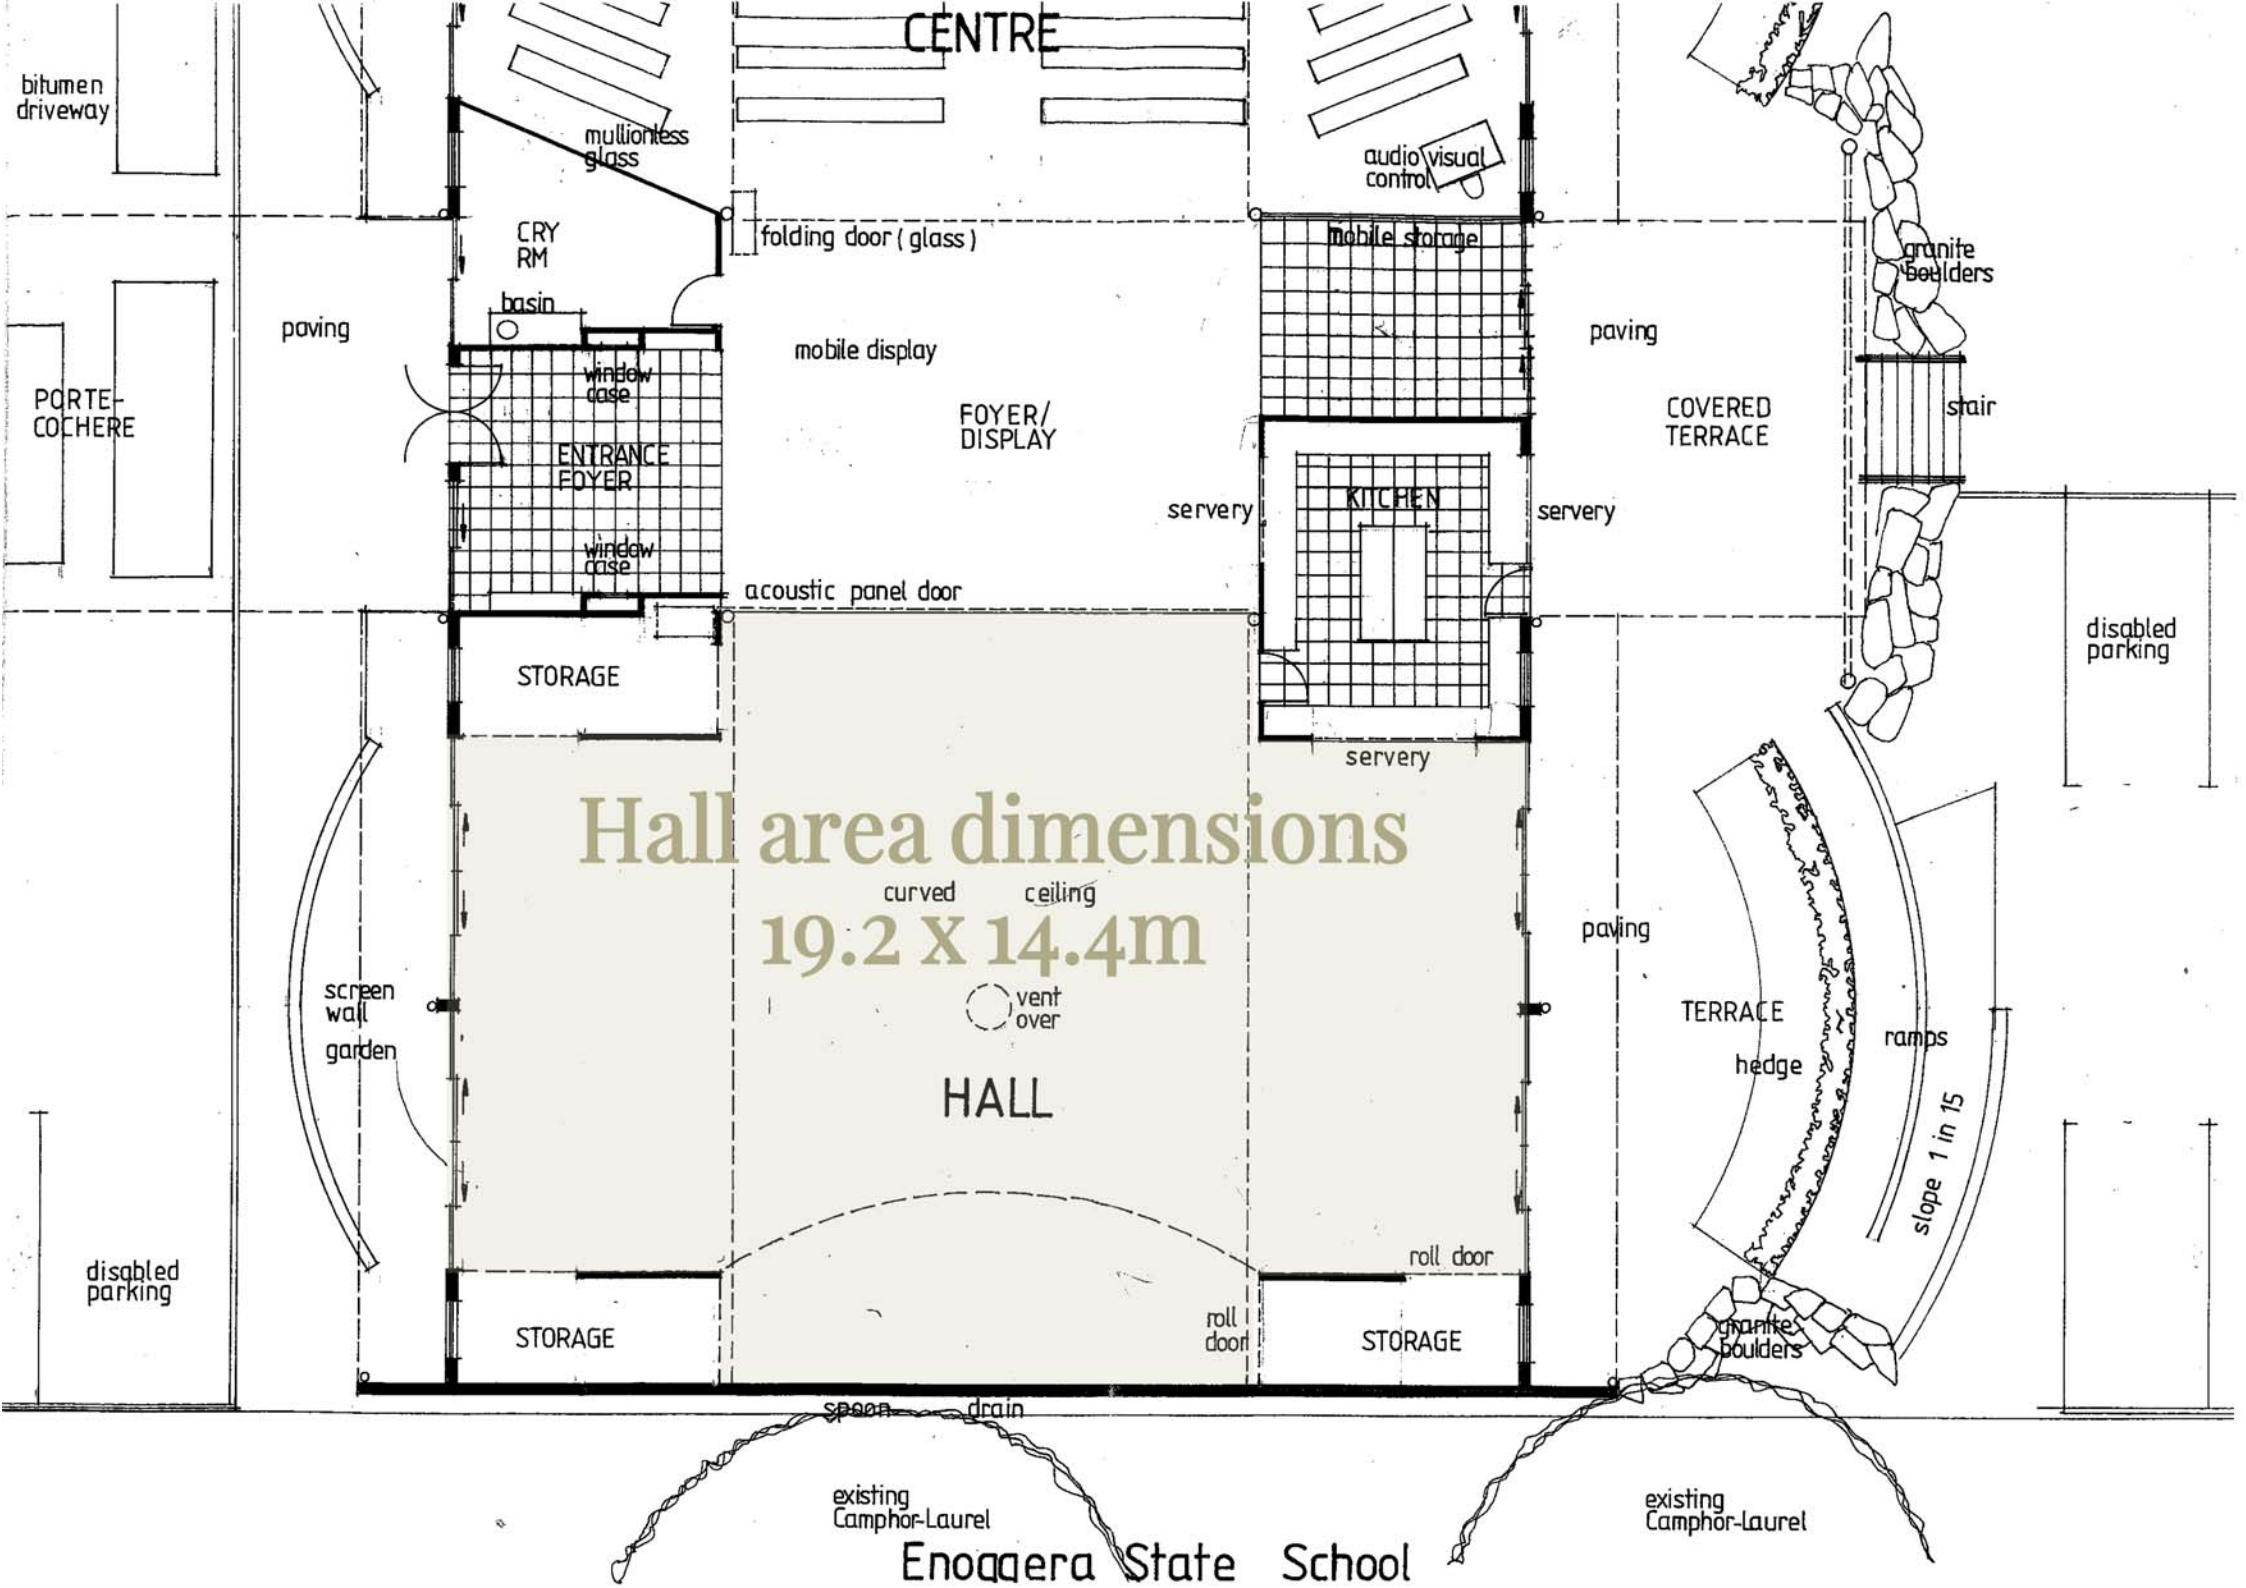 CENTRE
bitumen
driveway
mullionless
glass
audio visual
control
CRY
RM
folding door (glass)
mobile storage
granite
boulders
basin
paving
mobile display
paving
window
case
PORTE-
COCHERE
FOYER/
DISPLAY
COVERED
TERRACE
stair
ENTRANCE
FOYER
servery
KITCHEN
servery
window
case
acoustic panel door
disabled
parking
STORAGE
servery
Hall area dimensions
curved ceiling
19.2 x 14.4m
paving
screen
wall
vent
over
TERRACE
garden
ramps
hedge
HALL
slope 1 in 15
roll door
disabled
parking
roll
door
STORAGE
STORAGE
granite
boulders
spoon drain
existing
Camphor-Laurel
existing
Camphor-Laurel
Enoggera State School